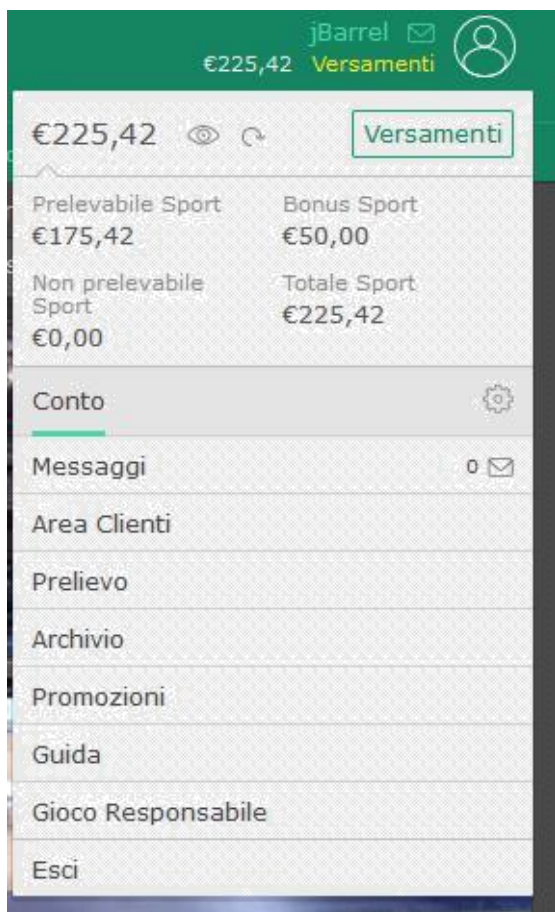 jBarrel
€225,42 Versamenti
€225,42 Versamenti
Prelevabile Sport
€175,42
Bonus Sport
€50,00
Non prelevabile
Sport
€0,00
Totale Sport
€225,42
Conto
Messaggi 0
Area Clienti
Prelievo
Archivio
Promozioni
Guida
Gioco Responsabile
Esci